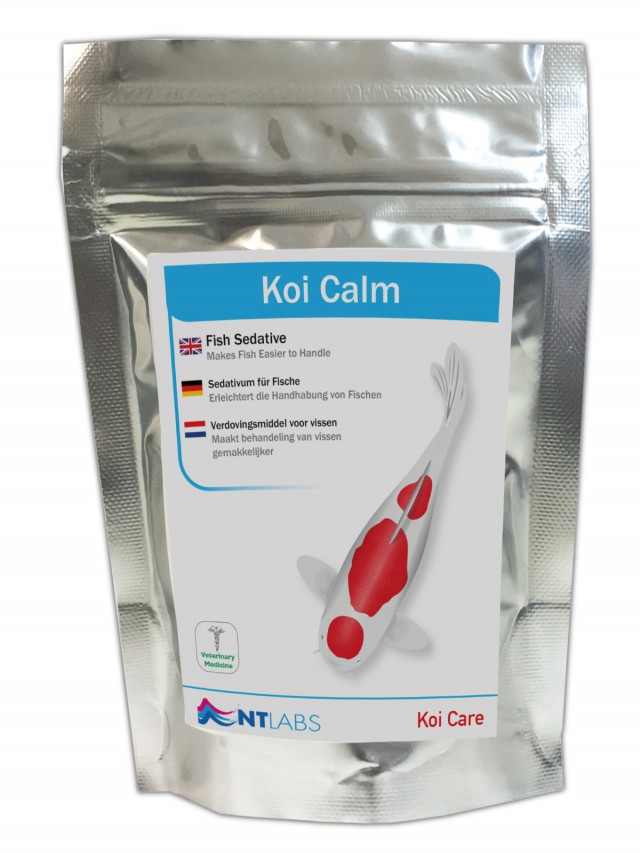 Koi Calm
Fish Sedative
Makes Fish Easier to Handle
Sedativum für Fische
Erleichtert die Handhabung von Fischen
Verdovingsmiddel voor vissen
Maakt behandeling van vissen
gemakkelijker
Veterinary
Medicine
NTLABS
Koi Care